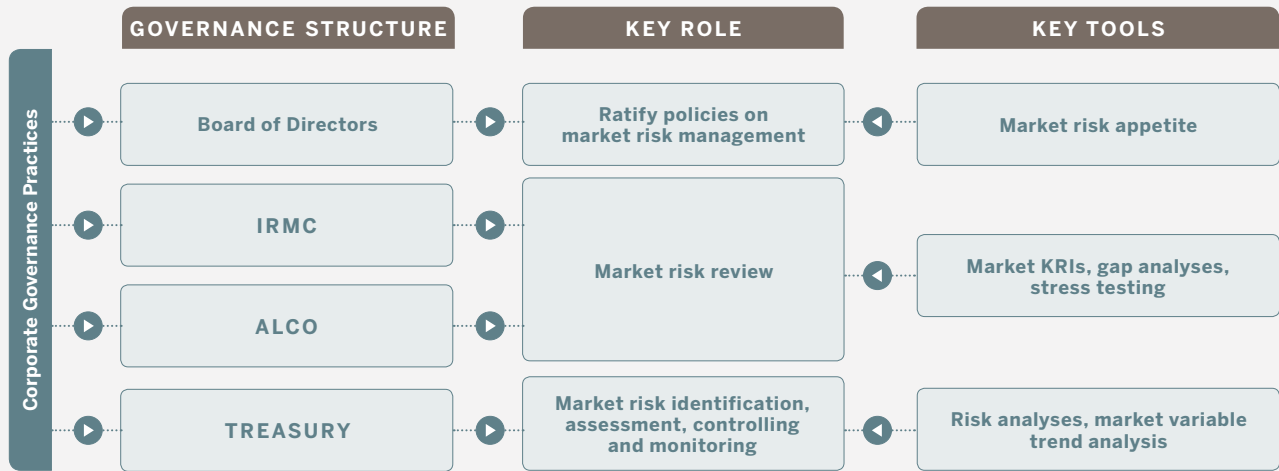 GOVERNANCE STRUCTURE
KEY ROLE
KEY TOOLS
Corporate Governance Practices
Board of Directors
Ratify policies on
market risk management
Market risk appetite
IRMC
Market risk review
Market KRIs, gap analyses,
stress testing
ALCO
TREASURY
Market risk identification,
assessment, controlling
and monitoring
Risk analyses, market variable
trend analysis